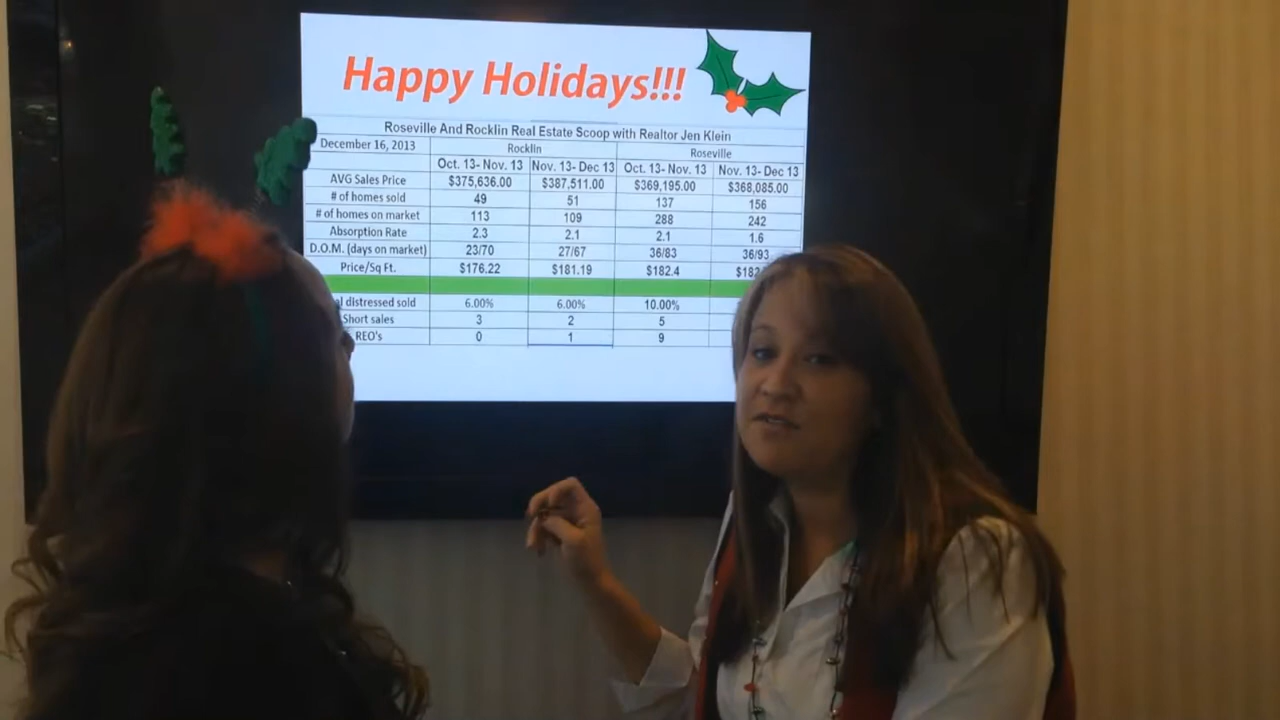 Happy Holidays!!!
Roseville And Rocklin Real Estate Scoop with Realtor Jen Klein
December 16, 2013 Rocklin Roseville
Oct. 13- Nov. 13 Nov. 13- Dec 13 Oct. 13- Nov. 13 Nov. 13- Dec 13
AVG Sales Price $375,636.00 $387,511.00 $369,195.00 $368,085.00
# of homes sold 49 51 137 156
# of homes on market 113 109 288 242
Absorption Rate 2.3 2.1 2.1 1.6
D.O.M. (days on market) 23/70 27/67 36/83 36/93
Price/Sq Ft. $176.22 $181.19 $182.4
distressed sold 6.00% 6.00% 10.00%
Short sales 3 2 5
REO's 0 1 9